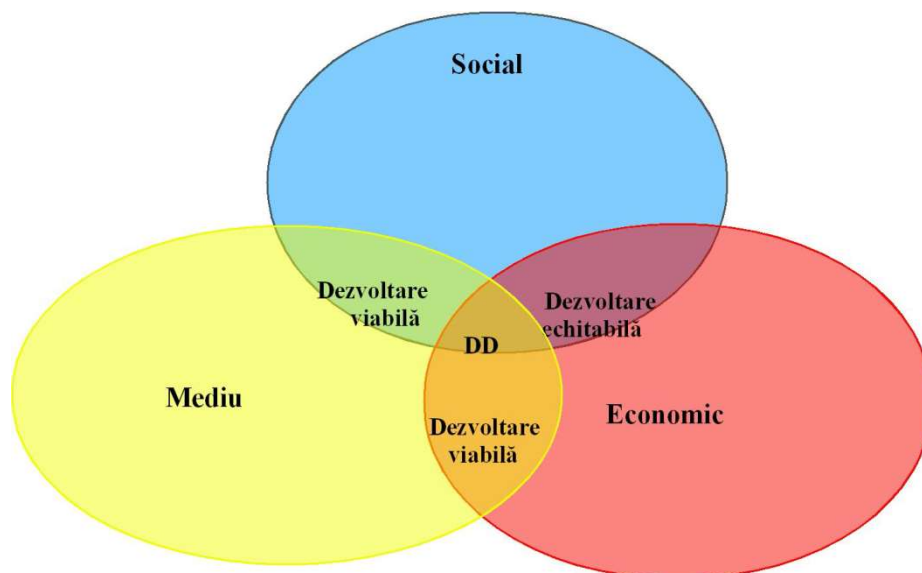 Social
Dezvoltare
viabilă
Dezvoltare
echitabilă
DD
Mediu
Economic
Dezvoltare
viabilă